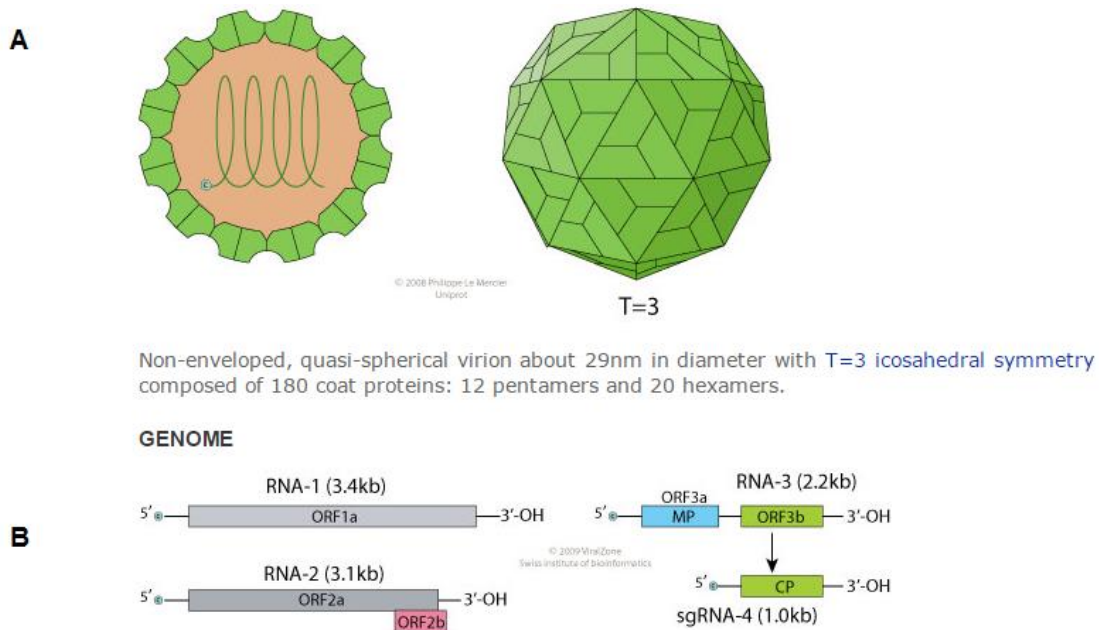 A
c
© 2008 Philippe Le Mercier
Uniprot
T=3
Non-enveloped, quasi-spherical virion about 29nm in diameter with T=3 icosahedral symmetry
composed of 180 coat proteins: 12 pentamers and 20 hexamers.
GENOME
B
RNA-1 (3.4kb)
5′ c ORF1a 3′-OH
RNA-2 (3.1kb)
5′ c ORF2a 3′-OH
ORF2b
© 2009 ViralZone
Swiss institute of bioinformatics
RNA-3 (2.2kb)
ORF3a
5′ c MP ORF3b 3′-OH
5′ c CP 3′-OH
sgRNA-4 (1.0kb)